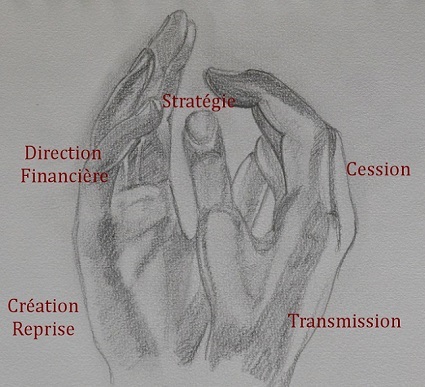 Stratégie
Direction
Financière
Cession
Création
Reprise
Transmission